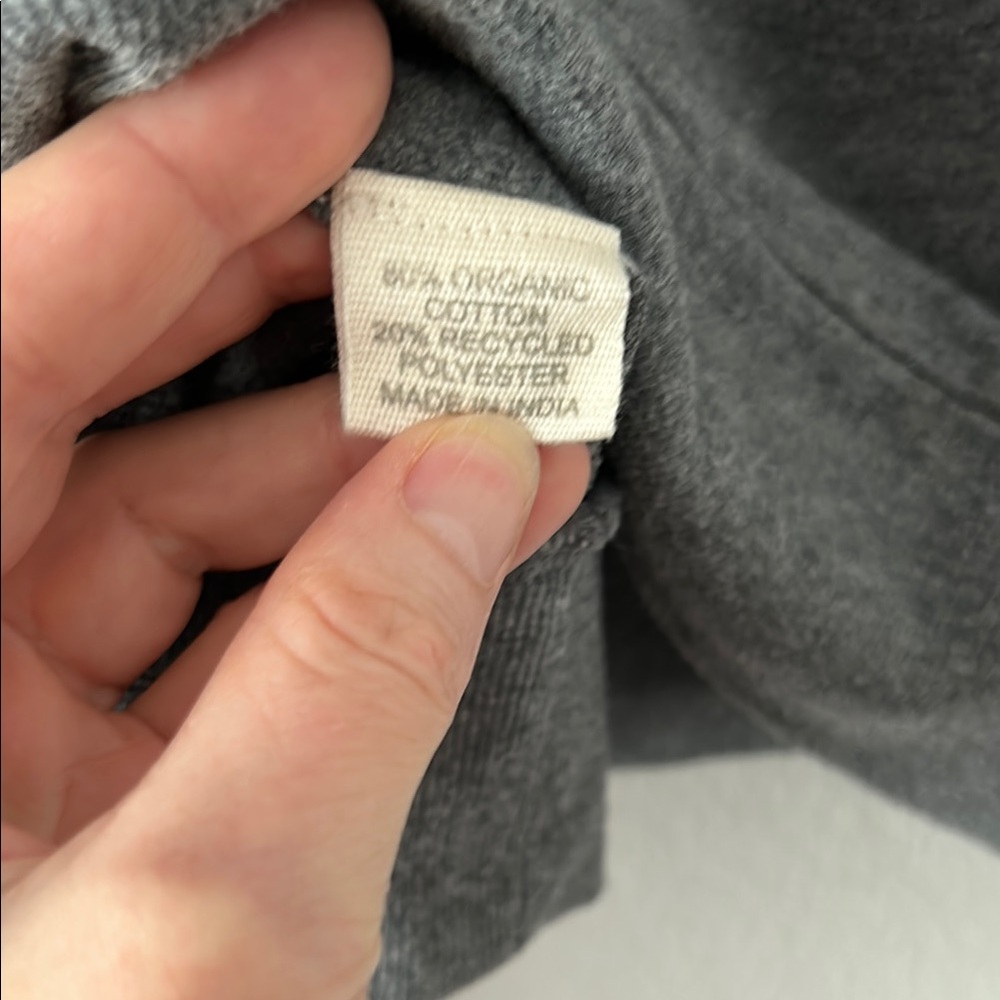 80% ORGANIC
COTTON
20% RECYCLED
POLYESTER
MADE IN INDIA